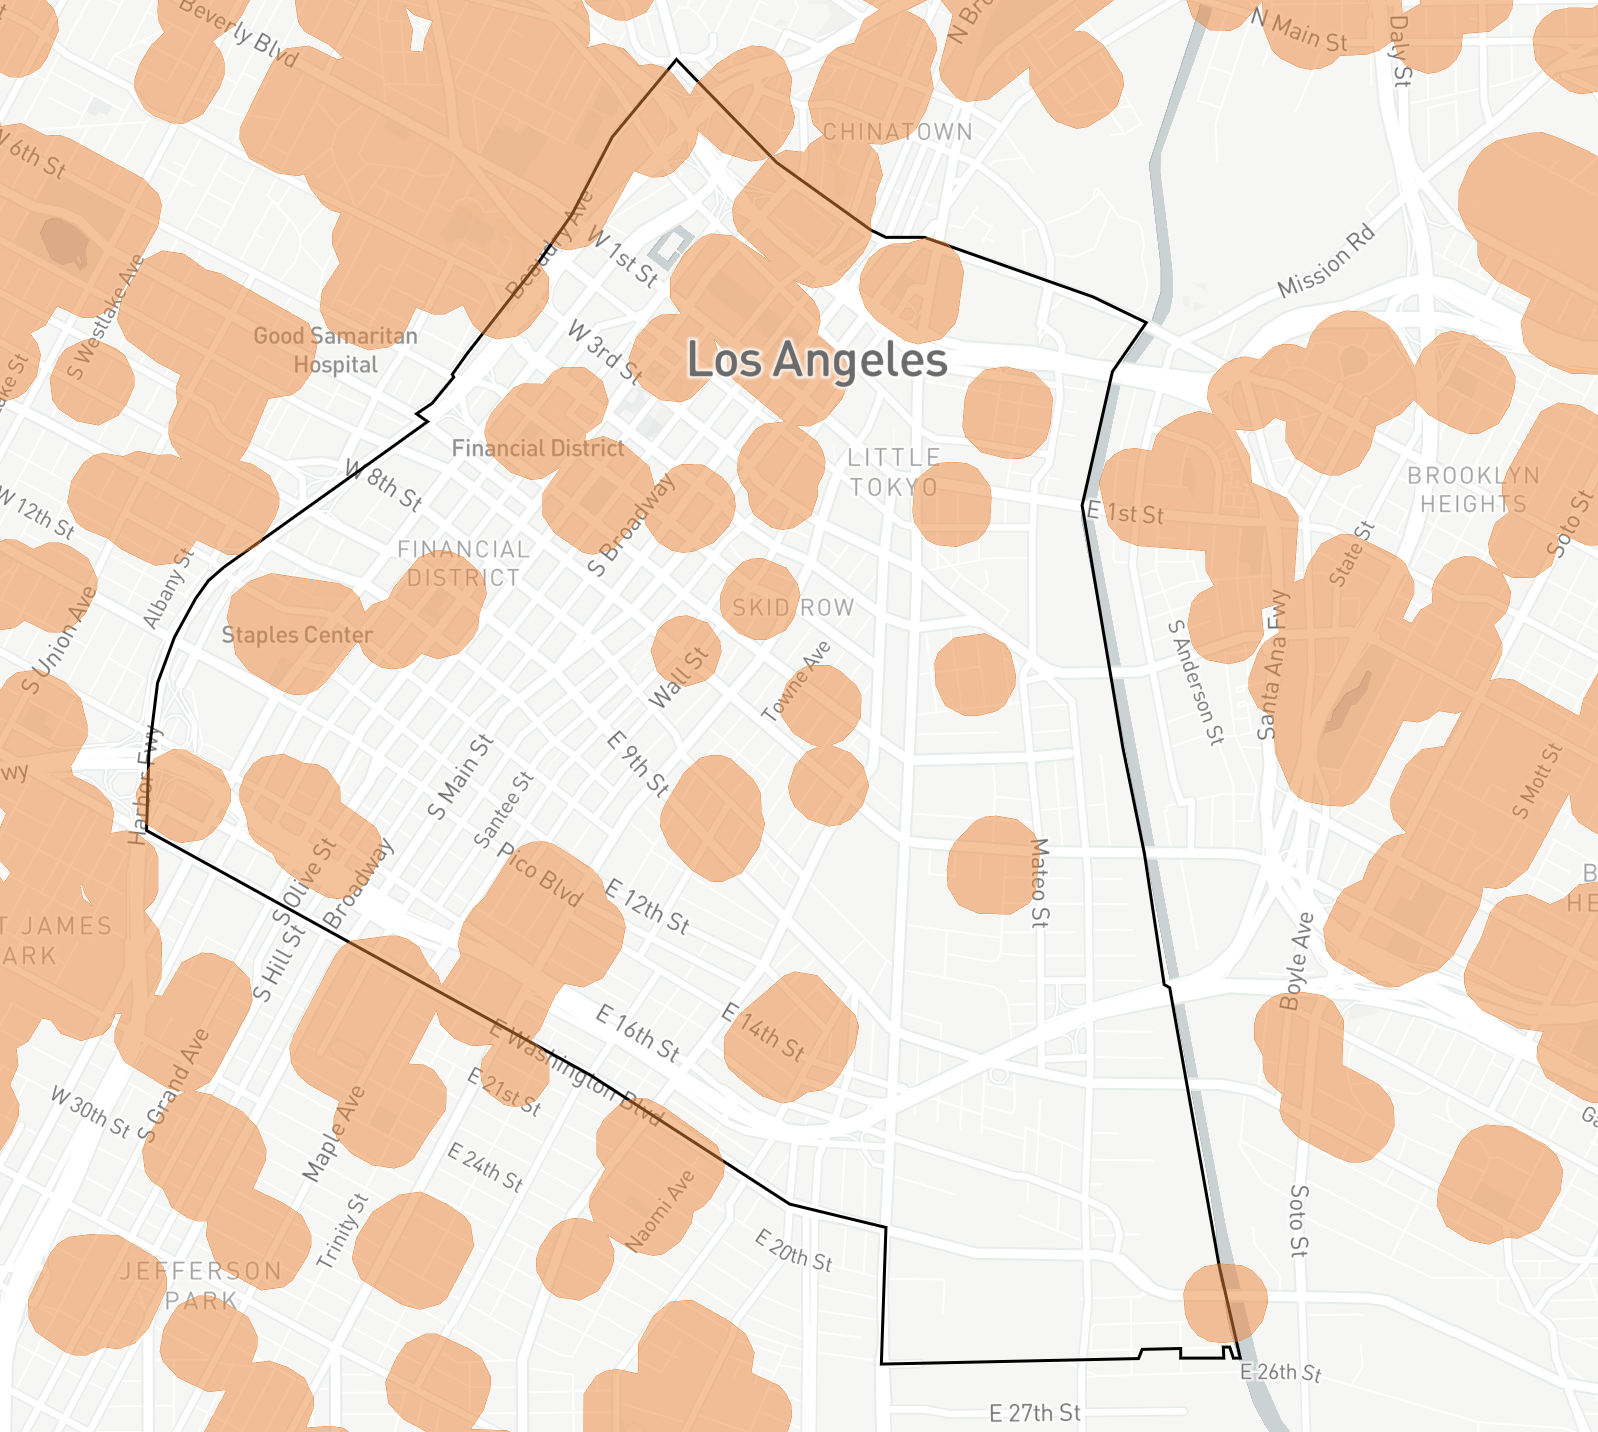 Beverly Blvd
N Main St
Daly St
W 6th St
CHINATOWN
Beaudry Ave
W 1st St
Mission Rd
S Westlake Ave
Good Samaritan
Hospital
W 3rd St
Los Angeles
Financial District
W 8th St
S Broadway
LITTLE
TOKYO
E 1st St
BROOKLYN
HEIGHTS
Soto St
State St
W 12th St
FINANCIAL
DISTRICT
Albany St
S Union Ave
Staples Center
SKID ROW
Wall St
Towne Ave
S Anderson St
Santa Ana Fwy
Harbor Fwy
S Main St
Santee St
E 9th St
S Mott St
Pico Blvd
E 12th St
Mateo St
S Olive St
Broadway
S Hill St
Boyle Ave
E 14th St
E 16th St
E Washington Blvd
E 21st St
S Grand Ave
W 30th St
Maple Ave
E 24th St
Naomi Ave
Trinity St
E 20th St
Soto St
JEFFERSON
PARK
E 26th St
E 27th St